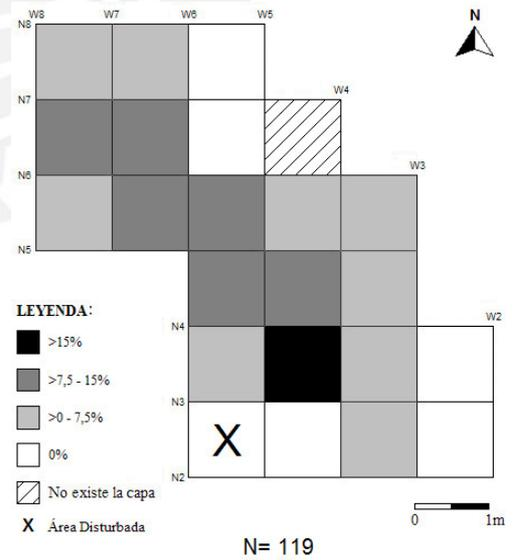 W8 W7 W6 W5
N8
N
N7
W4
N6
W3
N5
LEYENDA:
N4
W2
>15%
>7,5 - 15%
>0 - 7,5%
N3
0%
X
N2
No existe la capa
X Área Disturbada
0 1m
N= 119